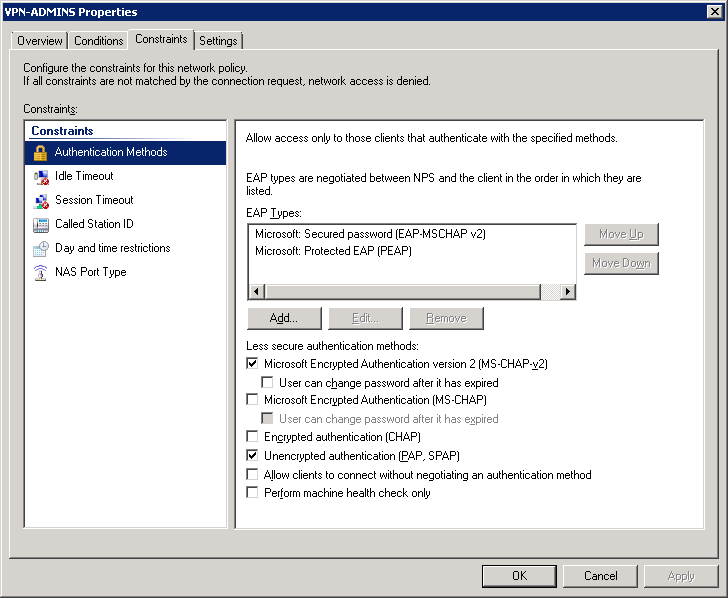 VPN-ADMINS Properties
Overview Conditions Constraints Settings
Configure the constraints for this network policy.
If all constraints are not matched by the connection request, network access is denied.
Constraints:
Constraints
Authentication Methods
Idle Timeout
Session Timeout
Called Station ID
Day and time restrictions
NAS Port Type
Allow access only to those clients that authenticate with the specified methods.
EAP types are negotiated between NPS and the client in the order in which they are
listed.
EAP Types:
Microsoft: Secured password (EAP-MSCHAP v2)
Microsoft: Protected EAP (PEAP)
Move Up
Move Down
Add... Edit... Remove
Less secure authentication methods:
Microsoft Encrypted Authentication version 2 (MS-CHAP-v2)
User can change password after it has expired
Microsoft Encrypted Authentication (MS-CHAP)
User can change password after it has expired
Encrypted authentication (CHAP)
Unencrypted authentication (PAP, SPAP)
Allow clients to connect without negotiating an authentication method
Perform machine health check only
OK Cancel Apply